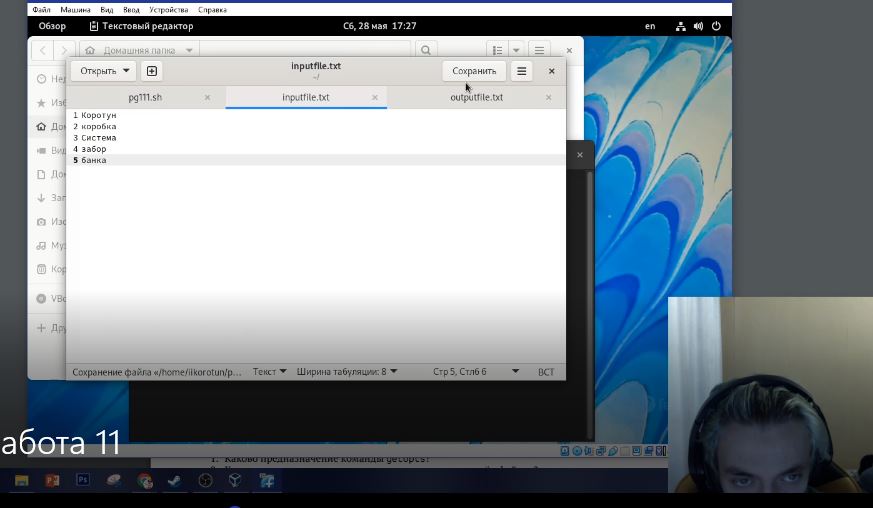 Файл Машина Вид Ввод Устройства Справка
Обзор Текстовый редактор Сб, 28 мая 17:27 en
Домашняя папка
Открыть inputfile.txt Сохранить
~/
pg111.sh inputfile.txt outputfile.txt
1 Коротун
2 коробка
3 Система
4 забор
5 банка
Нед
Изб
Дом
Вид
Док
Заг
Изо
Муз
Кор
VBo
Дру
Сохранение файла «/home/iikorotun/p... Текст Ширина табуляции: 8 Стр 5, Стлб 6 ВСТ
абота 11
1. Каково предназначение команды getopts?